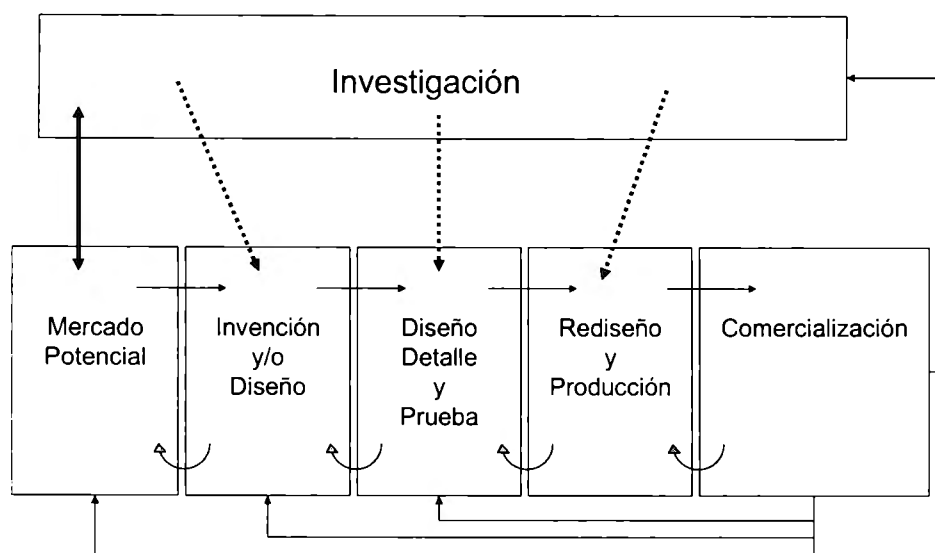 Investigación
Mercado
Potencial
Invención
y/o
Diseño
Diseño
Detalle
y
Prueba
Rediseño
y
Producción
Comercialización